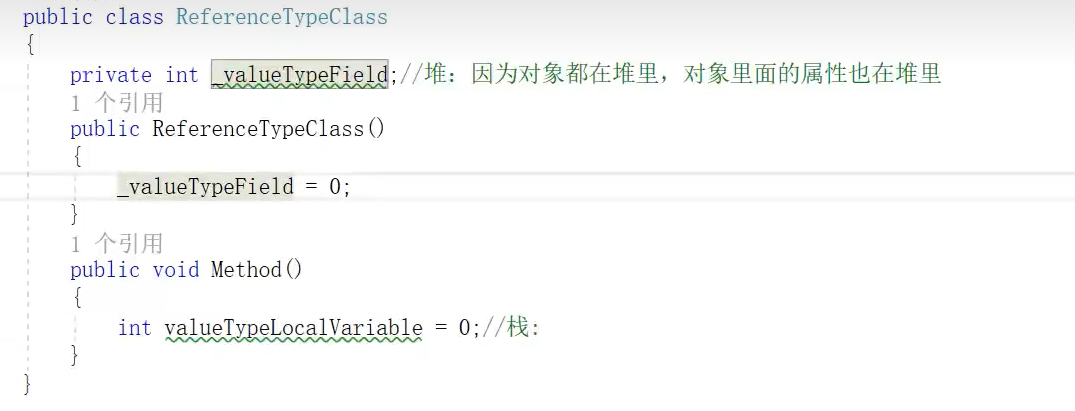 public class ReferenceTypeClass
{
private int _valueTypeField;//堆：因为对象都在堆里，对象里面的属性也在堆里
1 个引用
public ReferenceTypeClass()
{
_valueTypeField = 0;
}
1 个引用
public void Method()
{
int valueTypeLocalVariable = 0;//栈：
}
}